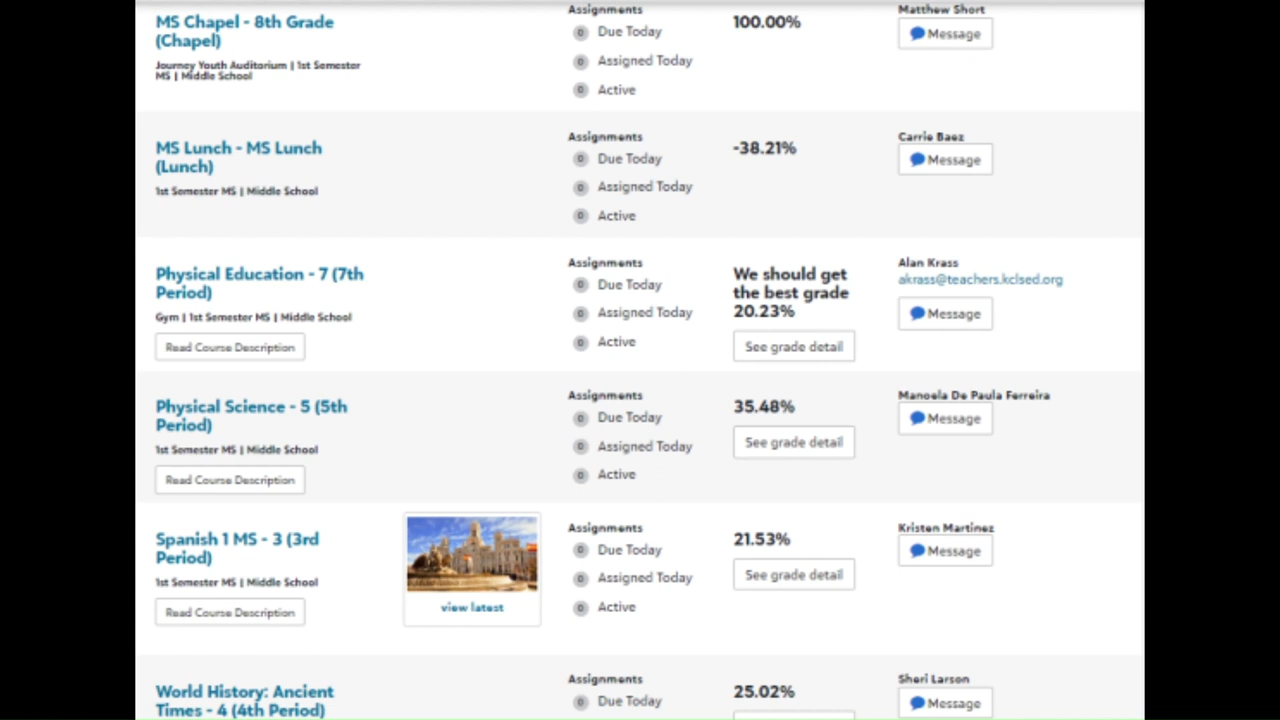 MS Chapel - 8th Grade
(Chapel)
Journey Youth Auditorium | 1st Semester
MS | Middle School
Assignments
0 Due Today
0 Assigned Today
0 Active
100.00%
Matthew Short
Message
MS Lunch - MS Lunch
(Lunch)
1st Semester MS | Middle School
Assignments
0 Due Today
0 Assigned Today
0 Active
-38.21%
Carrie Baez
Message
Physical Education - 7 (7th
Period)
Gym | 1st Semester MS | Middle School
Read Course Description
Assignments
0 Due Today
0 Assigned Today
0 Active
We should get
the best grade
20.23%
See grade detail
Alan Krass
akrass@teachers.kclsed.org
Message
Physical Science - 5 (5th
Period)
1st Semester MS | Middle School
Read Course Description
Assignments
0 Due Today
0 Assigned Today
0 Active
35.48%
See grade detail
Manoela De Paula Ferreira
Message
Spanish 1 MS - 3 (3rd
Period)
1st Semester MS | Middle School
Read Course Description
view latest
Assignments
0 Due Today
0 Assigned Today
0 Active
21.53%
See grade detail
Kristen Martinez
Message
World History: Ancient
Times - 4 (4th Period)
Assignments
0 Due Today
25.02%
Sheri Larson
Message